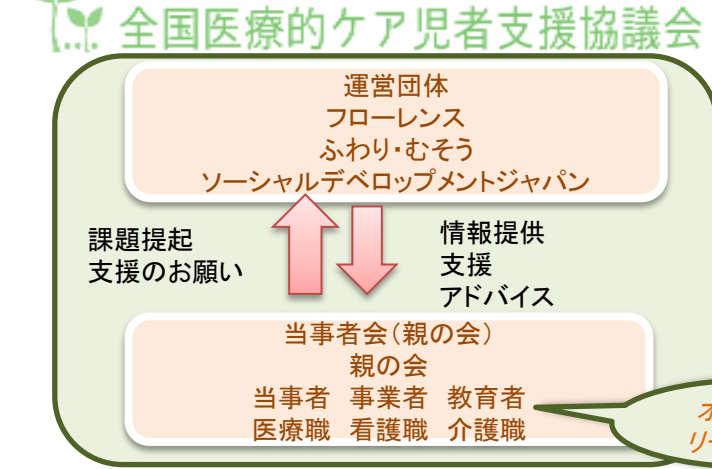 全国医療的ケア児者支援協議会
運営団体
フローレンス
ふわり・むそう
ソーシャルデベロップメントジャパン
課題提起
支援のお願い
情報提供
支援
アドバイス
当事者会（親の会）
親の会
当事者 事業者 教育者
医療職 看護職 介護職
リー